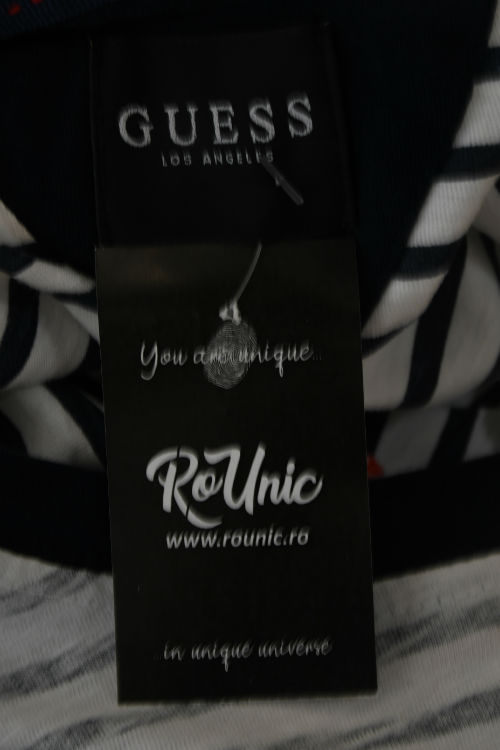 GUESS
LOS ANGELES
You are unique...
RoUnic
www.rounic.ro
...in unique universe